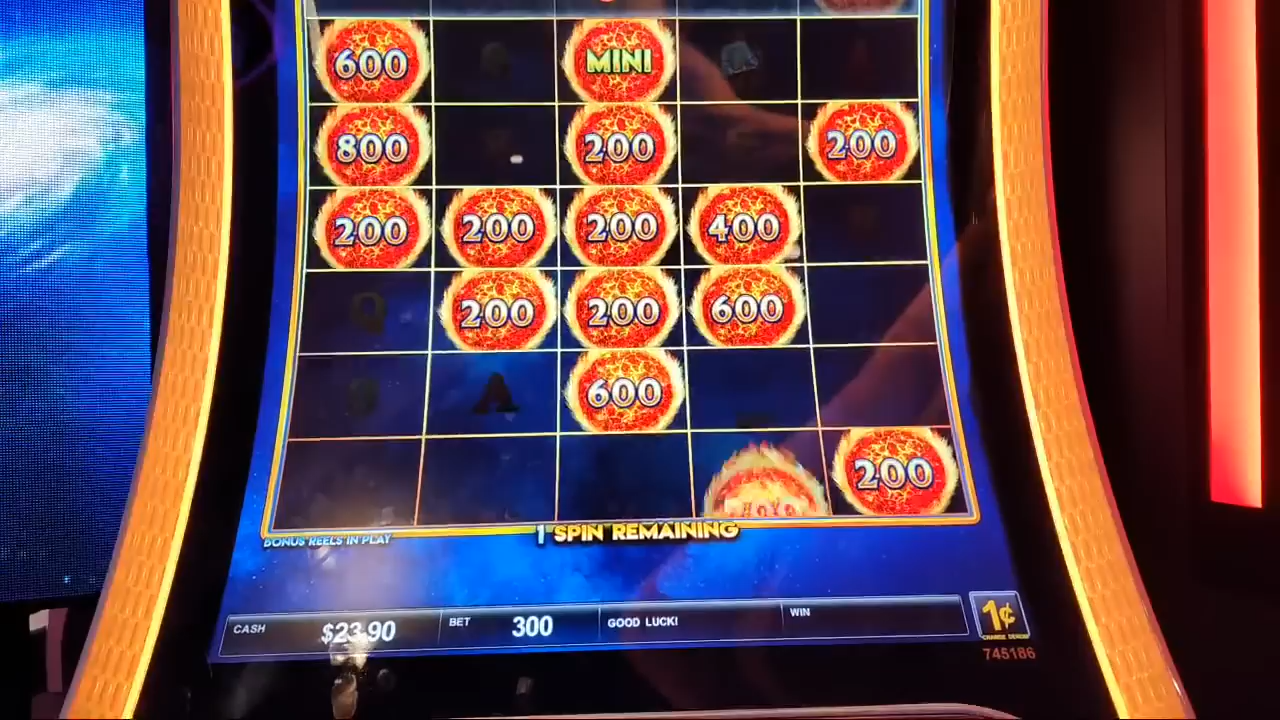 600 MINI
800 200 200
200 200 200 400
200 200 600
600
200
1 SPIN REMAINING
BONUS REELS IN PLAY
CASH $23.90 BET 300 GOOD LUCK! WIN 1¢
CHANGE DENOM
745186